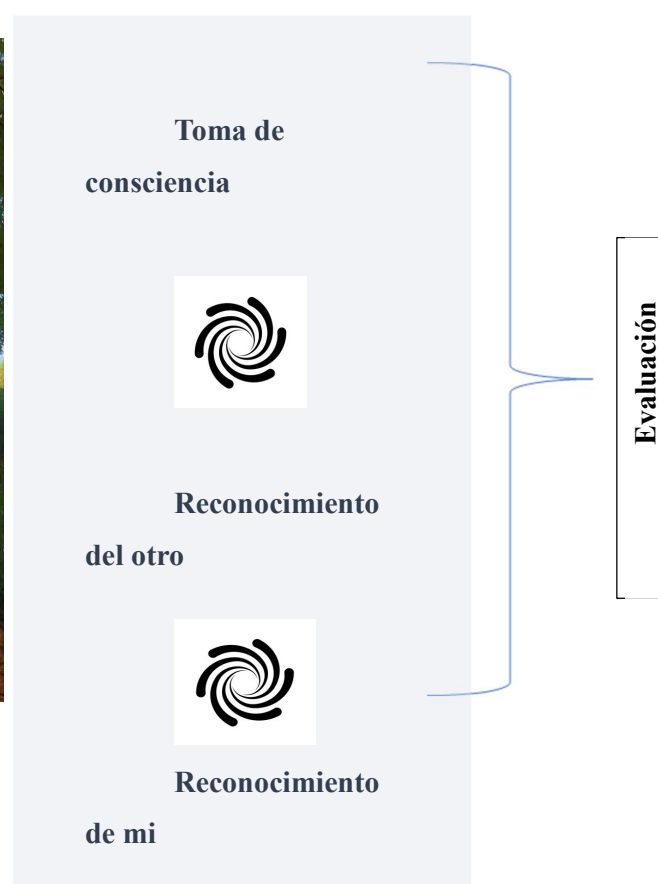 Toma de
consciencia
Reconocimiento
del otro
Reconocimiento
de mi
Evaluación